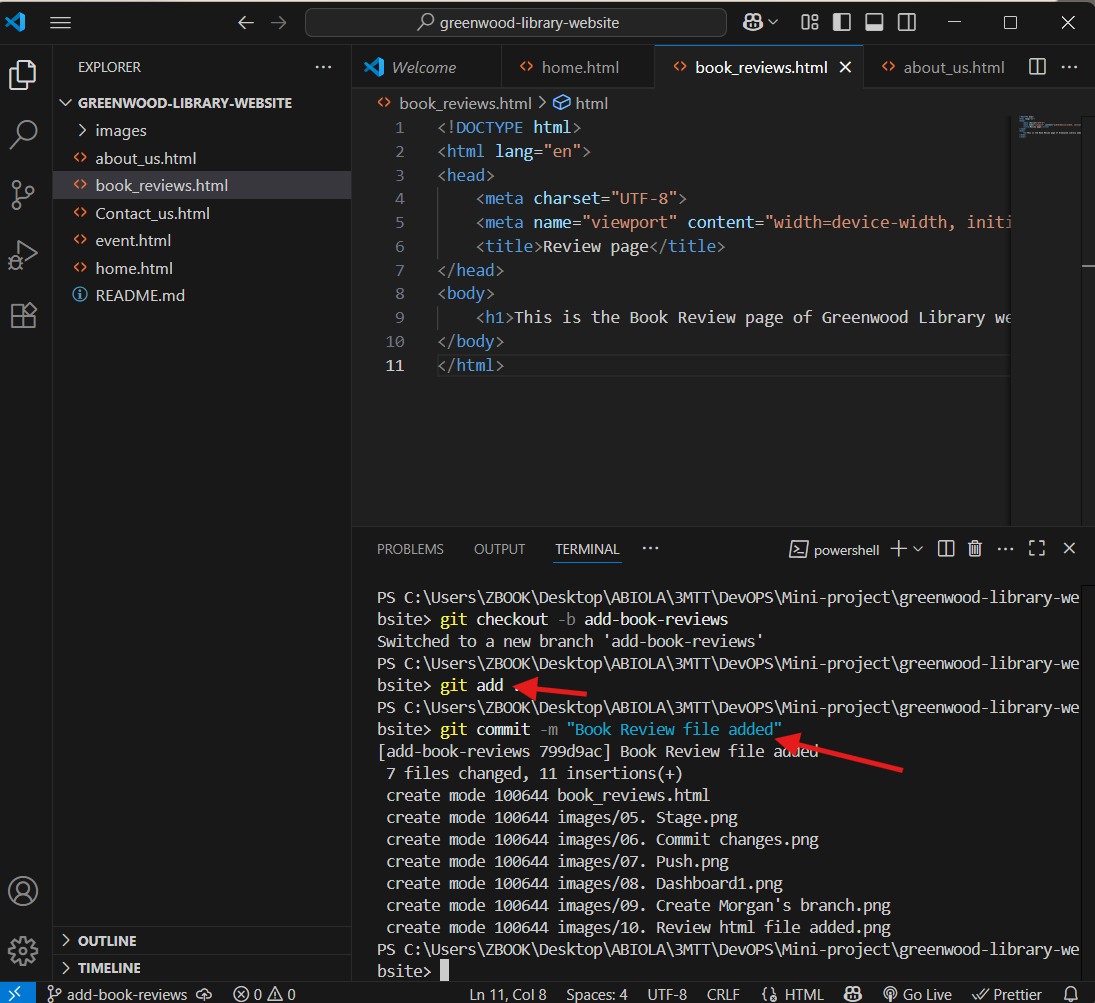 greenwood-library-website
EXPLORER
GREENWOOD-LIBRARY-WEBSITE
images
about_us.html
book_reviews.html
Contact_us.html
event.html
home.html
README.md
OUTLINE
TIMELINE
Welcome
home.html
book_reviews.html
about_us.html
book_reviews.html > html
1 <!DOCTYPE html>
2 <html lang="en">
3 <head>
4 <meta charset="UTF-8">
5 <meta name="viewport" content="width=device-width, initi
6 <title>Review page</title>
7 </head>
8 <body>
9 <h1>This is the Book Review page of Greenwood Library we
10 </body>
11 </html>
PROBLEMS
OUTPUT
TERMINAL
powershell
PS C:\Users\ZBOOK\Desktop\ABIOLA\3MTT\DevOPS\Mini-project\greenwood-library-we
bsite> git checkout -b add-book-reviews
Switched to a new branch 'add-book-reviews'
PS C:\Users\ZBOOK\Desktop\ABIOLA\3MTT\DevOPS\Mini-project\greenwood-library-we
bsite> git add
PS C:\Users\ZBOOK\Desktop\ABIOLA\3MTT\DevOPS\Mini-project\greenwood-library-we
bsite> git commit -m "Book Review file added"
[add-book-reviews 799d9ac] Book Review file added
7 files changed, 11 insertions(+)
create mode 100644 book_reviews.html
create mode 100644 images/05. Stage.png
create mode 100644 images/06. Commit changes.png
create mode 100644 images/07. Push.png
create mode 100644 images/08. Dashboard1.png
create mode 100644 images/09. Create Morgan's branch.png
create mode 100644 images/10. Review html file added.png
PS C:\Users\ZBOOK\Desktop\ABIOLA\3MTT\DevOPS\Mini-project\greenwood-library-we
bsite>
add-book-reviews
0 0
Ln 11, Col 8
Spaces: 4
UTF-8
CRLF
HTML
Go Live
Prettier